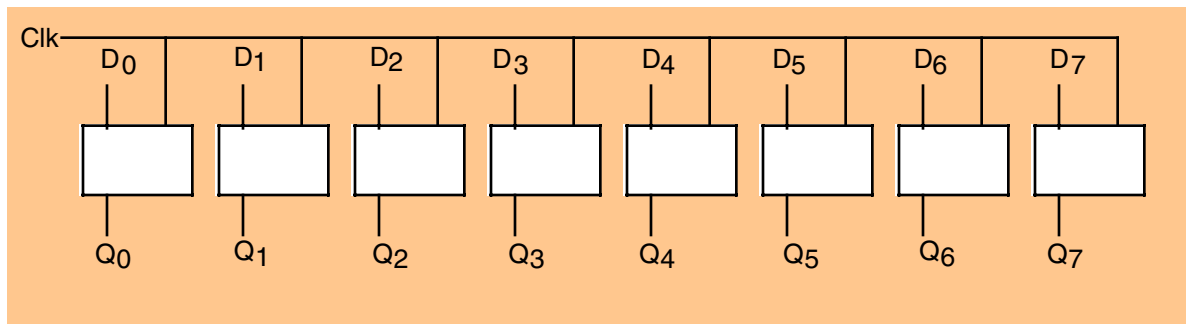 Clk
D0 D1 D2 D3 D4 D5 D6 D7
Q0 Q1 Q2 Q3 Q4 Q5 Q6 Q7